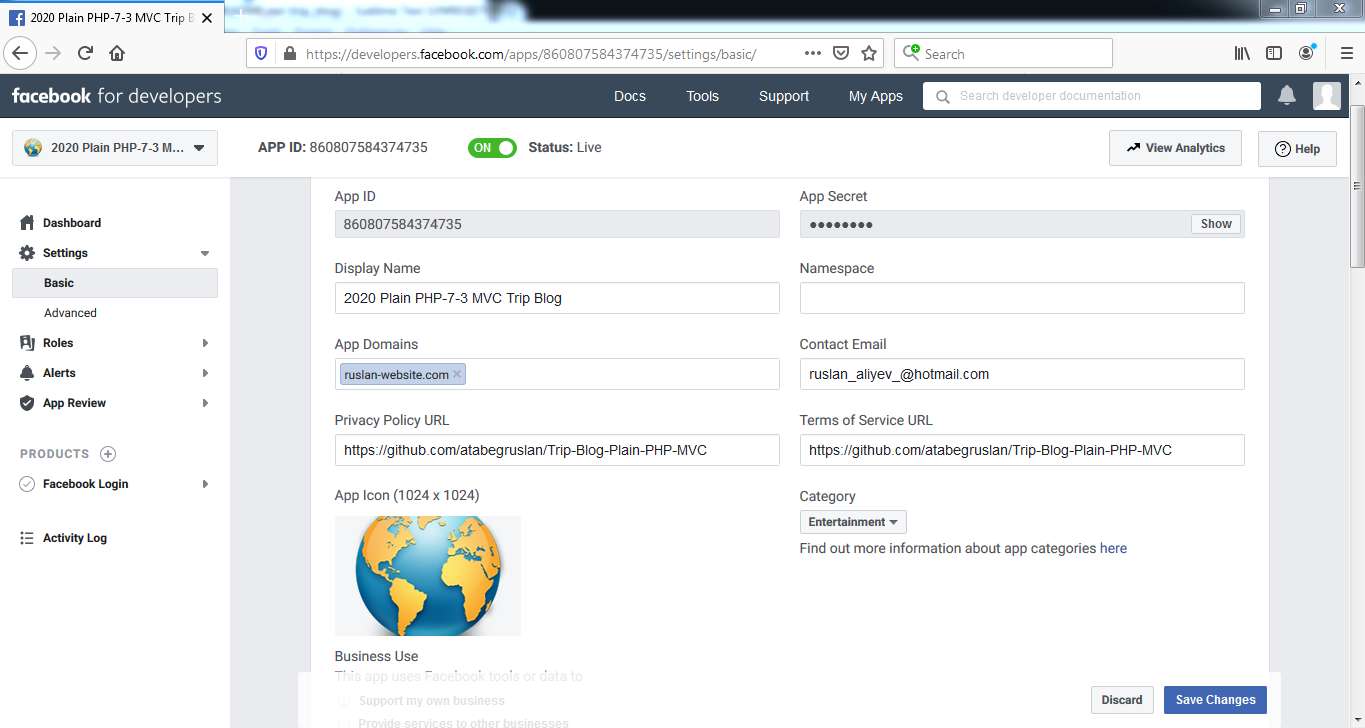 2020 Plain PHP-7-3 MVC Trip B
https://developers.facebook.com/apps/860807584374735/settings/basic/
Search
facebook for developers
Docs
Tools
Support
My Apps
Search developer documentation
2020 Plain PHP-7-3 M...
APP ID: 860807584374735
ON
Status: Live
View Analytics
Help
Dashboard
Settings
Basic
Advanced
Roles
Alerts
App Review
PRODUCTS
Facebook Login
Activity Log
App ID
860807584374735
App Secret
Show
Display Name
2020 Plain PHP-7-3 MVC Trip Blog
Namespace
App Domains
ruslan-website.com
Contact Email
ruslan_aliyev_@hotmail.com
Privacy Policy URL
https://github.com/atabegruslan/Trip-Blog-Plain-PHP-MVC
Terms of Service URL
https://github.com/atabegruslan/Trip-Blog-Plain-PHP-MVC
App Icon (1024 x 1024)
Category
Entertainment
Find out more information about app categories here
Business Use
This app uses Facebook tools or data to
Support my own business
Provide services to other businesses
Discard
Save Changes